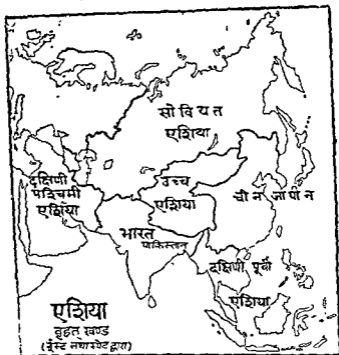 सोवियत
एशिया
दक्षिणी
पश्चिमी
एशिया
उच्च
एशिया
चीन जापान
भारत
पाकिस्तान
दक्षिणी पूर्वी
एशिया
एशिया
वृहत खण्ड